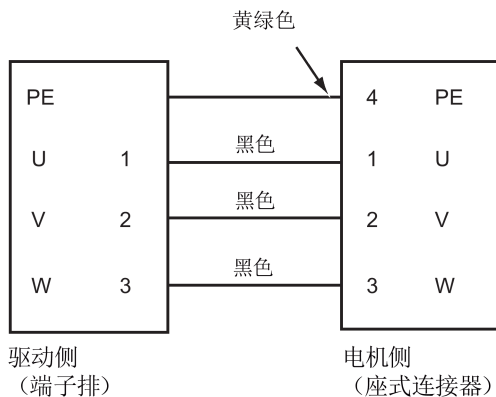 黄绿色
PE 4 PE
黑色
U 1 1 U
黑色
V 2 2 V
黑色
W 3 3 W
驱动侧
（端子排）
电机侧
（座式连接器）